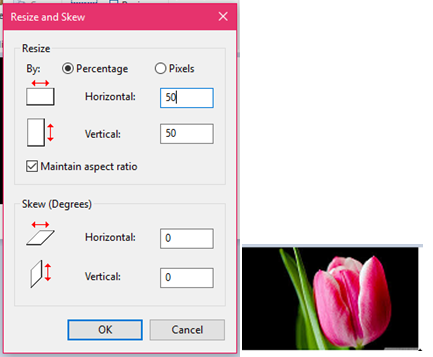 Resize and Skew
Resize
By: Percentage Pixels
Horizontal: 50
Vertical: 50
Maintain aspect ratio
Skew (Degrees)
Horizontal: 0
Vertical: 0
OK Cancel